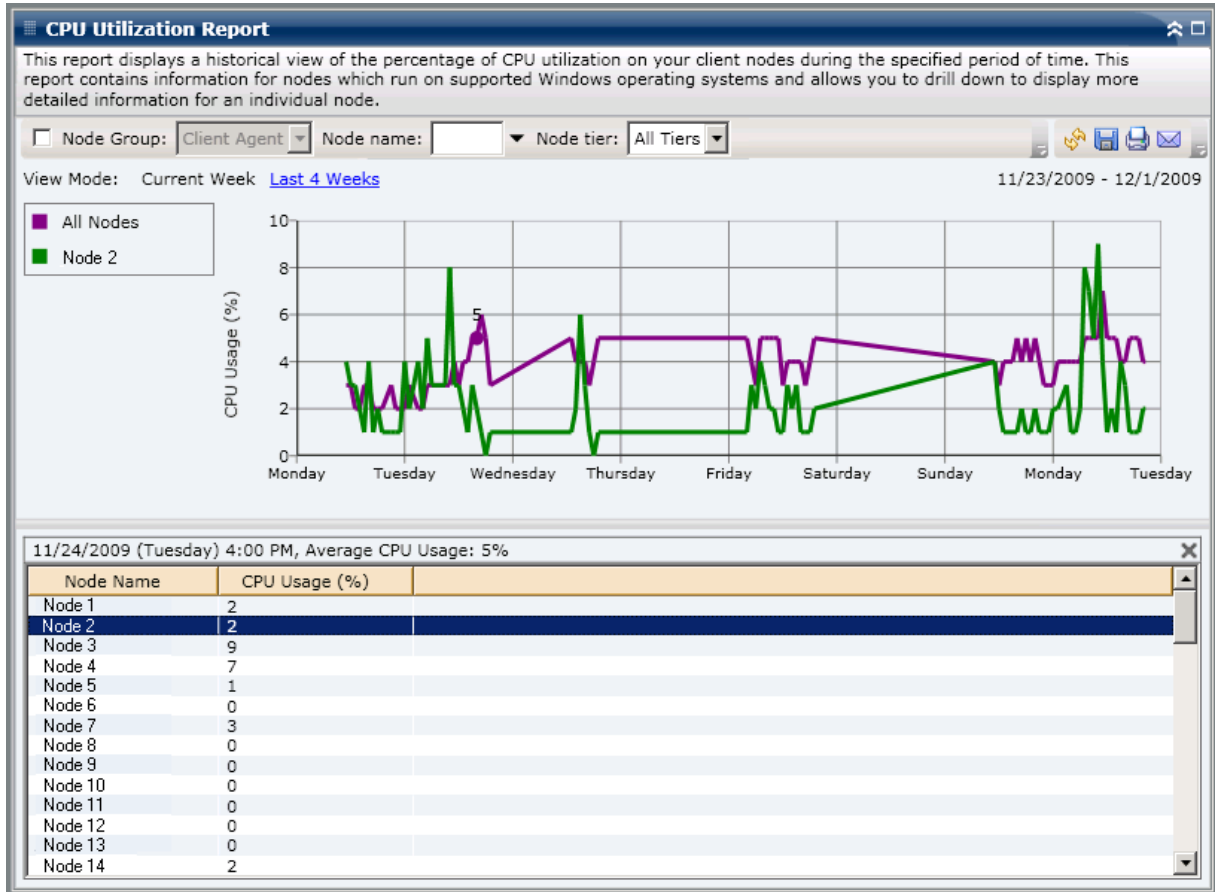 CPU Utilization Report
This report displays a historical view of the percentage of CPU utilization on your client nodes during the specified period of time. This
report contains information for nodes which run on supported Windows operating systems and allows you to drill down to display more
detailed information for an individual node.
Node Group: Client Agent Node name: Node tier: All Tiers
View Mode: Current Week Last 4 Weeks 11/23/2009 - 12/1/2009
All Nodes
Node 2
CPU Usage (%)
10
8
6
5
4
2
0
Monday Tuesday Wednesday Thursday Friday Saturday Sunday Monday Tuesday
11/24/2009 (Tuesday) 4:00 PM, Average CPU Usage: 5%
Node Name CPU Usage (%)
Node 1 2
Node 2 2
Node 3 9
Node 4 7
Node 5 1
Node 6 0
Node 7 3
Node 8 0
Node 9 0
Node 10 0
Node 11 0
Node 12 0
Node 13 0
Node 14 2